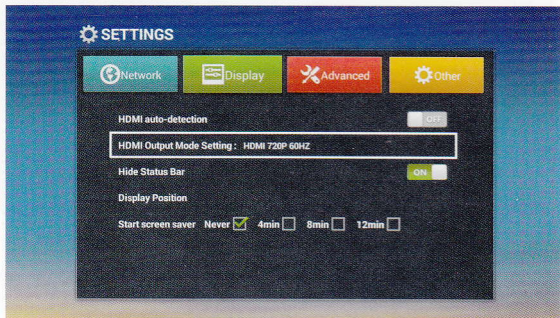 SETTINGS
Network Display Advanced Other
HDMI auto-detection OFF
HDMI Output Mode Setting : HDMI 720P 60HZ
Hide Status Bar ON
Display Position
Start screen saver Never 4min 8min 12min